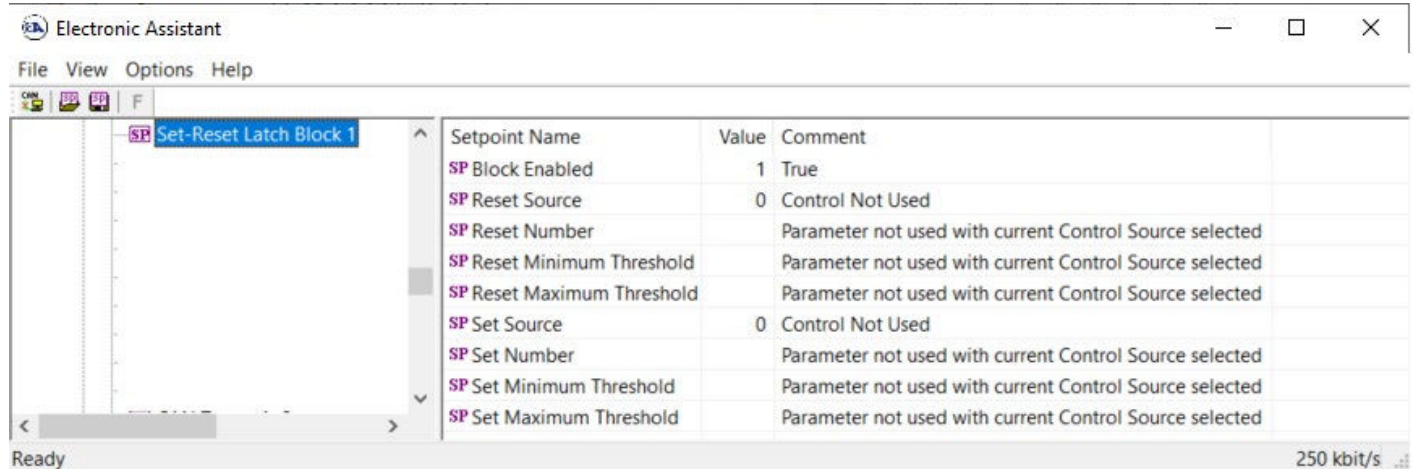 EA Electronic Assistant
File View Options Help
CAN SP SP F
SP Set-Reset Latch Block 1
Setpoint Name Value Comment
SP Block Enabled 1 True
SP Reset Source 0 Control Not Used
SP Reset Number Parameter not used with current Control Source selected
SP Reset Minimum Threshold Parameter not used with current Control Source selected
SP Reset Maximum Threshold Parameter not used with current Control Source selected
SP Set Source 0 Control Not Used
SP Set Number Parameter not used with current Control Source selected
SP Set Minimum Threshold Parameter not used with current Control Source selected
SP Set Maximum Threshold Parameter not used with current Control Source selected
Ready 250 kbit/s